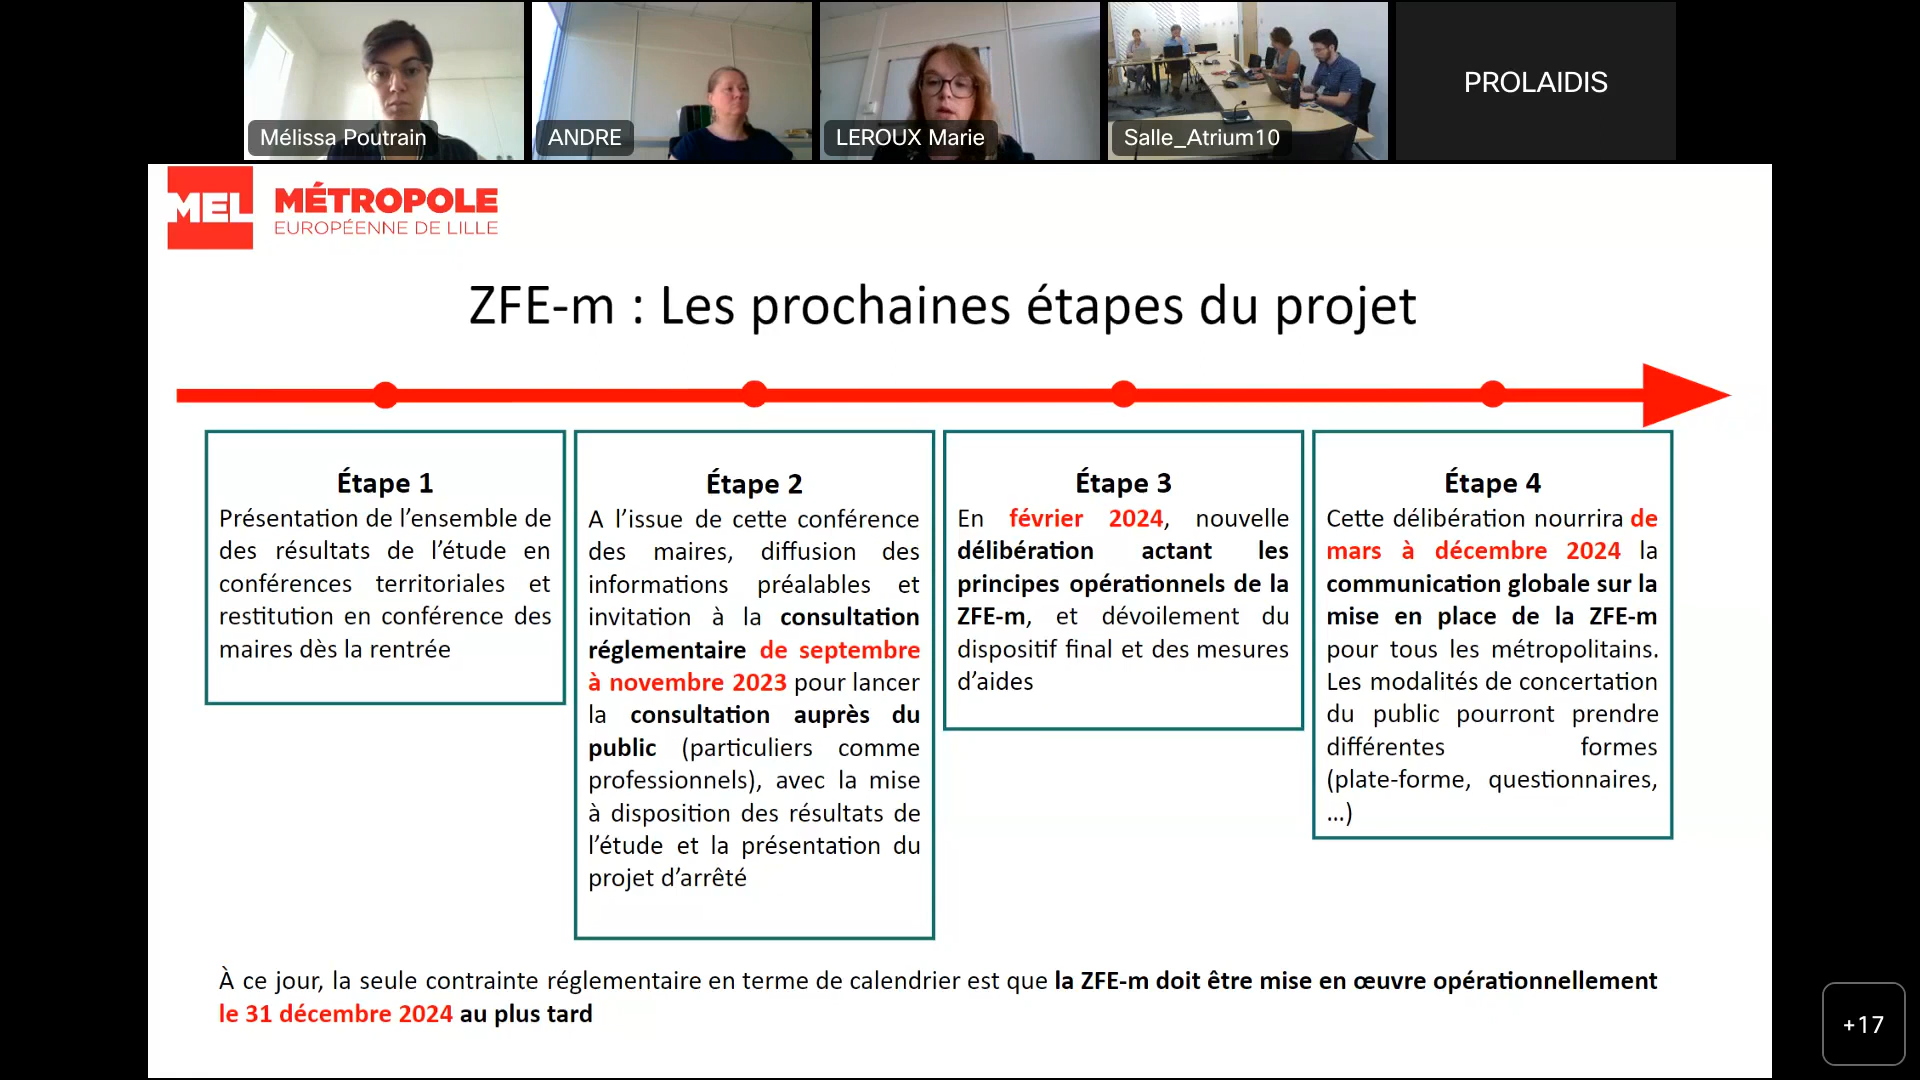 Mélissa Poutrain
ANDRE
LEROUX Marie
Salle_Atrium10
PROLAIDIS
MEL
MÉTROPOLE
EUROPÉENNE DE LILLE
ZFE-m : Les prochaines étapes du projet
Étape 1
Présentation de l’ensemble de
des résultats de l’étude en
conférences territoriales et
restitution en conférence des
maires dès la rentrée
Étape 2
A l’issue de cette conférence
des maires, diffusion des
informations préalables et
invitation à la consultation
réglementaire de septembre
à novembre 2023 pour lancer
la consultation auprès du
public (particuliers comme
professionnels), avec la mise
à disposition des résultats de
l’étude et la présentation du
projet d’arrêté
Étape 3
En février 2024, nouvelle
délibération actant les
principes opérationnels de la
ZFE-m, et dévoilement du
dispositif final et des mesures
d’aides
Étape 4
Cette délibération nourrira de
mars à décembre 2024 la
communication globale sur la
mise en place de la ZFE-m
pour tous les métropolitains.
Les modalités de concertation
du public pourront prendre
différentes formes
(plate-forme, questionnaires,
...)
À ce jour, la seule contrainte réglementaire en terme de calendrier est que la ZFE-m doit être mise en œuvre opérationnellement
le 31 décembre 2024 au plus tard
+17